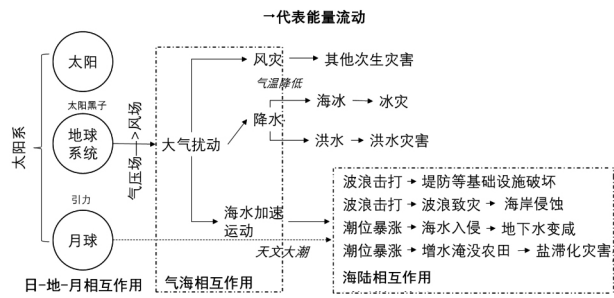 →代表能量流动
太阳系
太阳
太阳黑子
地球
系统
引力
月球
日-地-月相互作用
气压场—>风场
大气扰动
风灾→其他次生灾害
气温降低
降水
海冰→冰灾
洪水→洪水灾害
海水加速
运动
天文大潮
气海相互作用
波浪击打→堤防等基础设施破坏
波浪击打→波浪致灾→海岸侵蚀
潮位暴涨→海水入侵→地下水变咸
潮位暴涨→增水淹没农田→盐滞化灾害
海陆相互作用